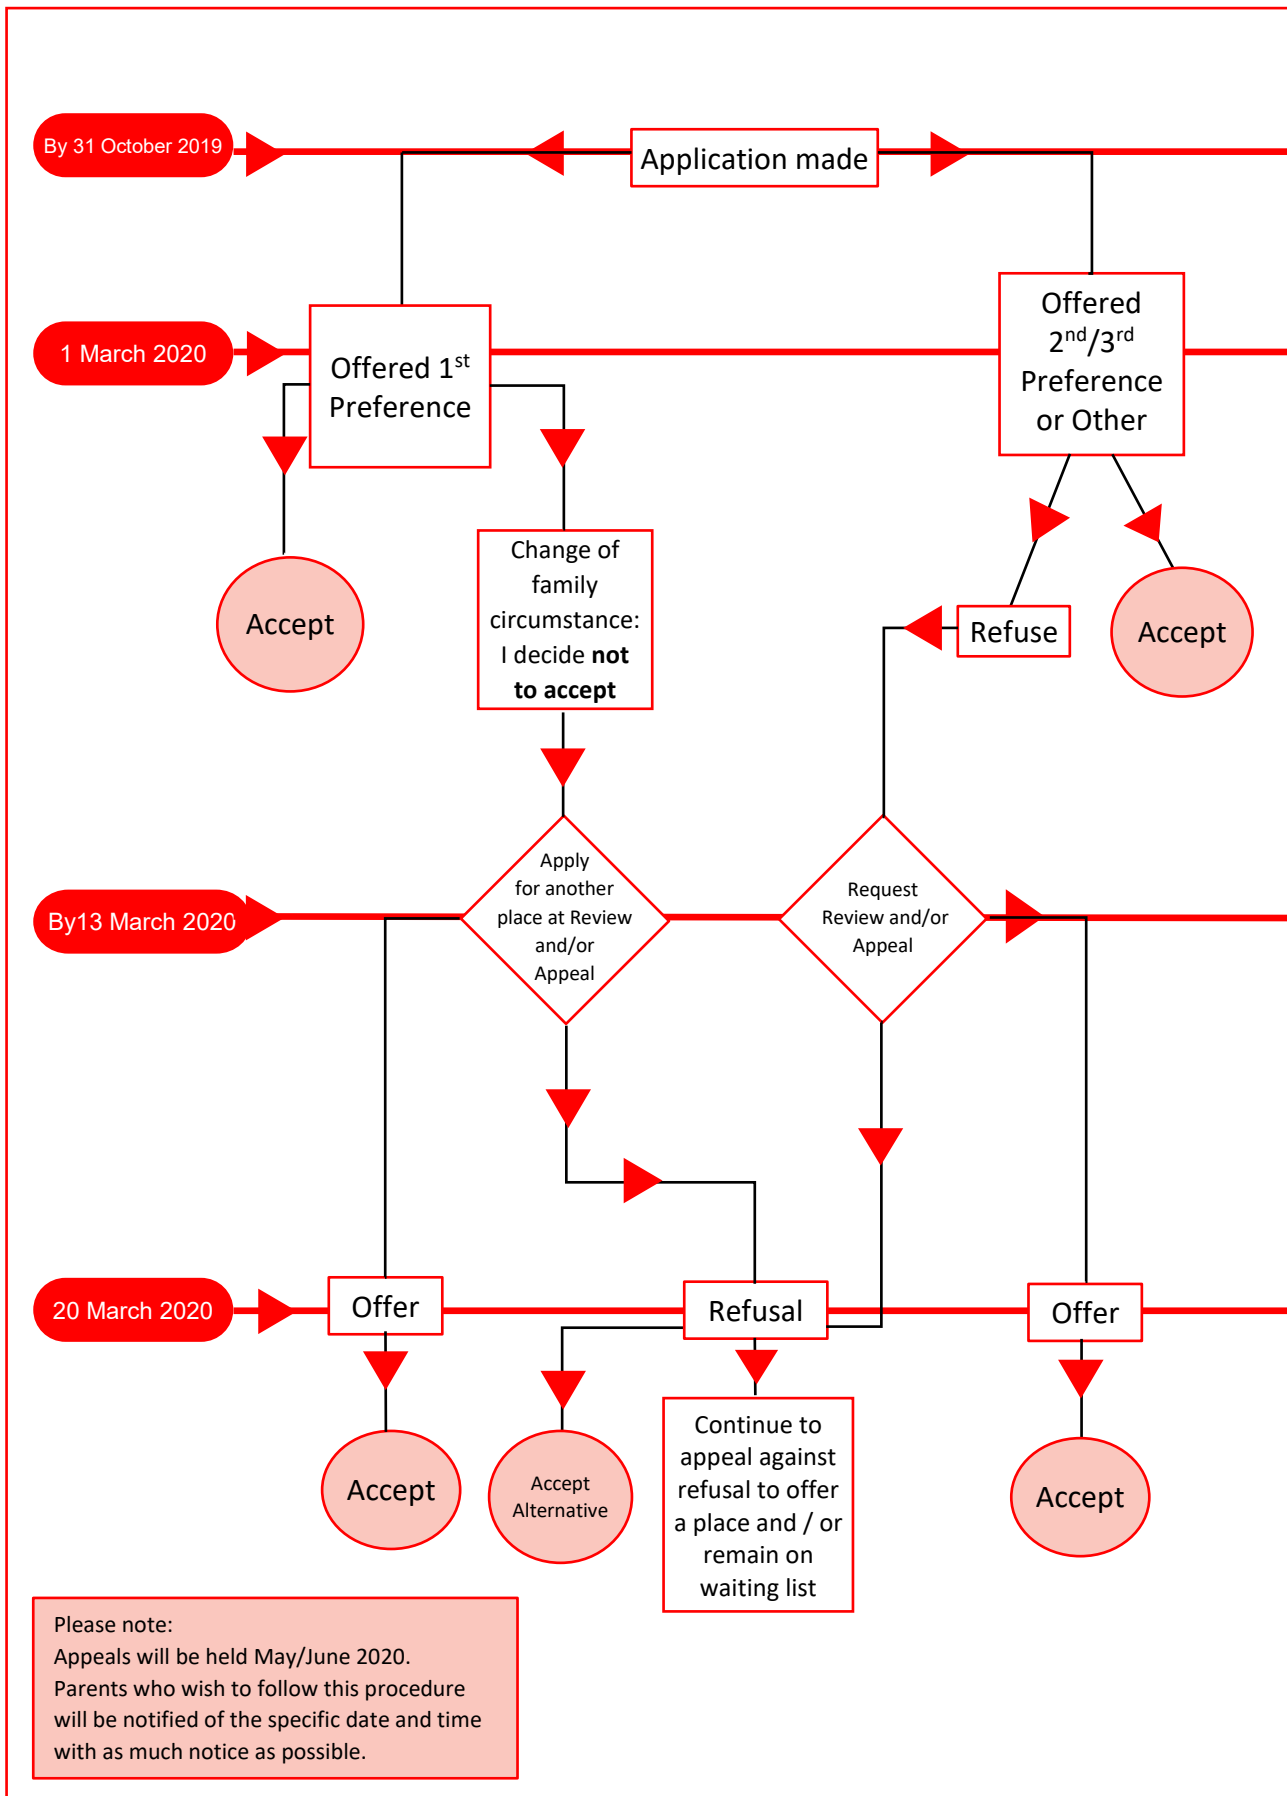 By 31 October 2019
Application made
1 March 2020
Offered 1st
Preference
Offered
2nd/3rd
Preference
or Other
Accept
Change of
family
circumstance:
I decide not
to accept
Refuse
Accept
By13 March 2020
Apply
for another
place at Review
and/or
Appeal
Request
Review and/or
Appeal
20 March 2020
Offer
Refusal
Offer
Accept
Accept
Alternative
Continue to
appeal against
refusal to offer
a place and / or
remain on
waiting list
Accept
Please note:
Appeals will be held May/June 2020.
Parents who wish to follow this procedure
will be notified of the specific date and time
with as much notice as possible.